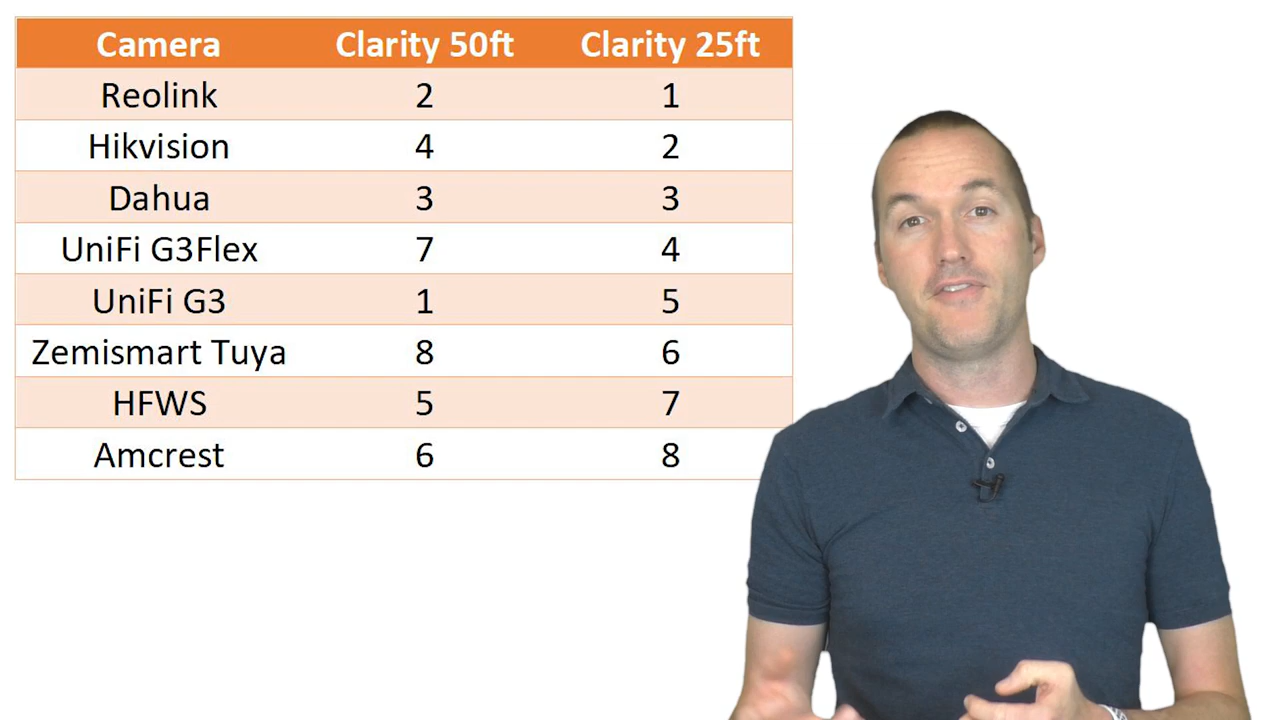 Camera Clarity 50ft Clarity 25ft
Reolink 2 1
Hikvision 4 2
Dahua 3 3
UniFi G3Flex 7 4
UniFi G3 1 5
Zemismart Tuya 8 6
HFWS 5 7
Amcrest 6 8